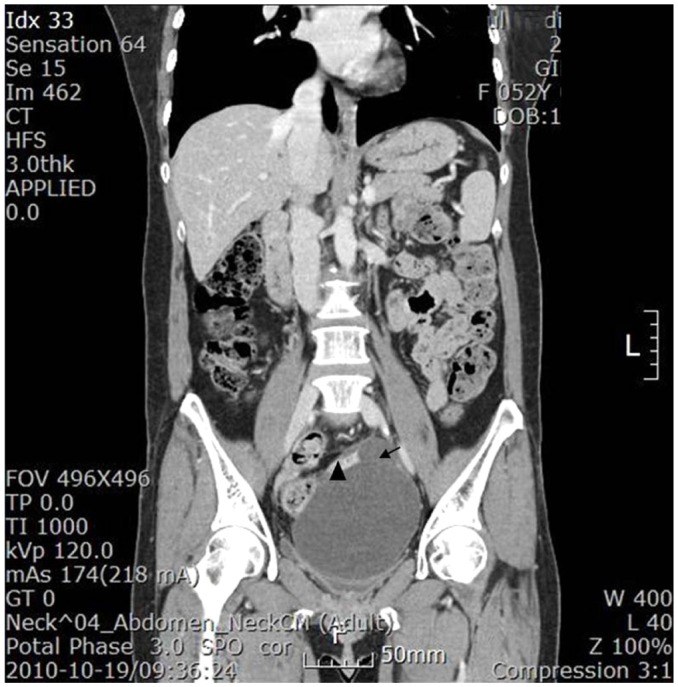 Idx 33
Sensation 64
Se 15
Im 462
CT
HFS
3.0thk
APPLIED
0.0
2
GI
F 052Y
DOB:1
L
FOV 496X496
TP 0.0
TI 1000
kVp 120.0
mAs 174(218 mA)
GT 0
Neck^04_Abdomen_NeckCM (Adult)
Potal Phase 3.0 SPO cor
2010-10-19/09:36:24
50mm
W 400
L 40
Z 100%
Compression 3:1